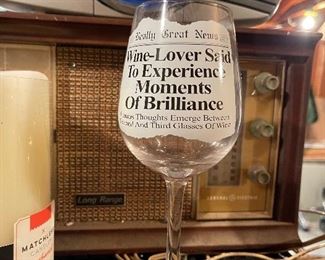 Really Great News
Wine-Lover Said
To Experience
Moments
Of Brilliance
Thoughts Emerge Between
And Third Glasses Of Wine
Long Range
GENERAL ELECTRIC
MATCHLESS